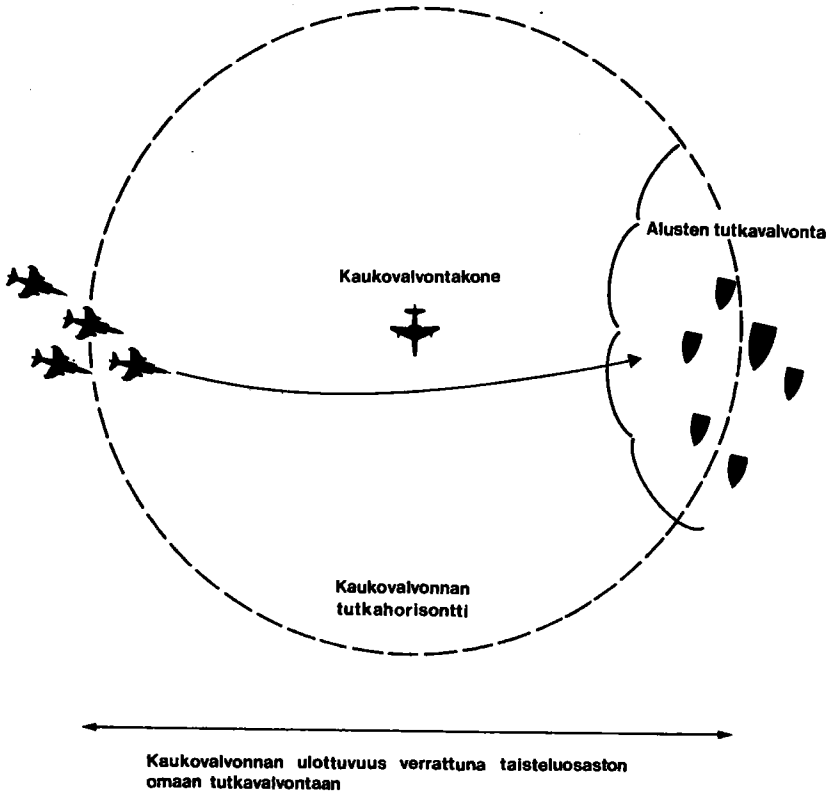 Alusten tutkavalvonta
Kaukovalvontakone
Kaukovalvonnan
tutkahorisontti
Kaukovalvonnan ulottuvuus verrattuna taisteluosaston
omaan tutkavalvontaan